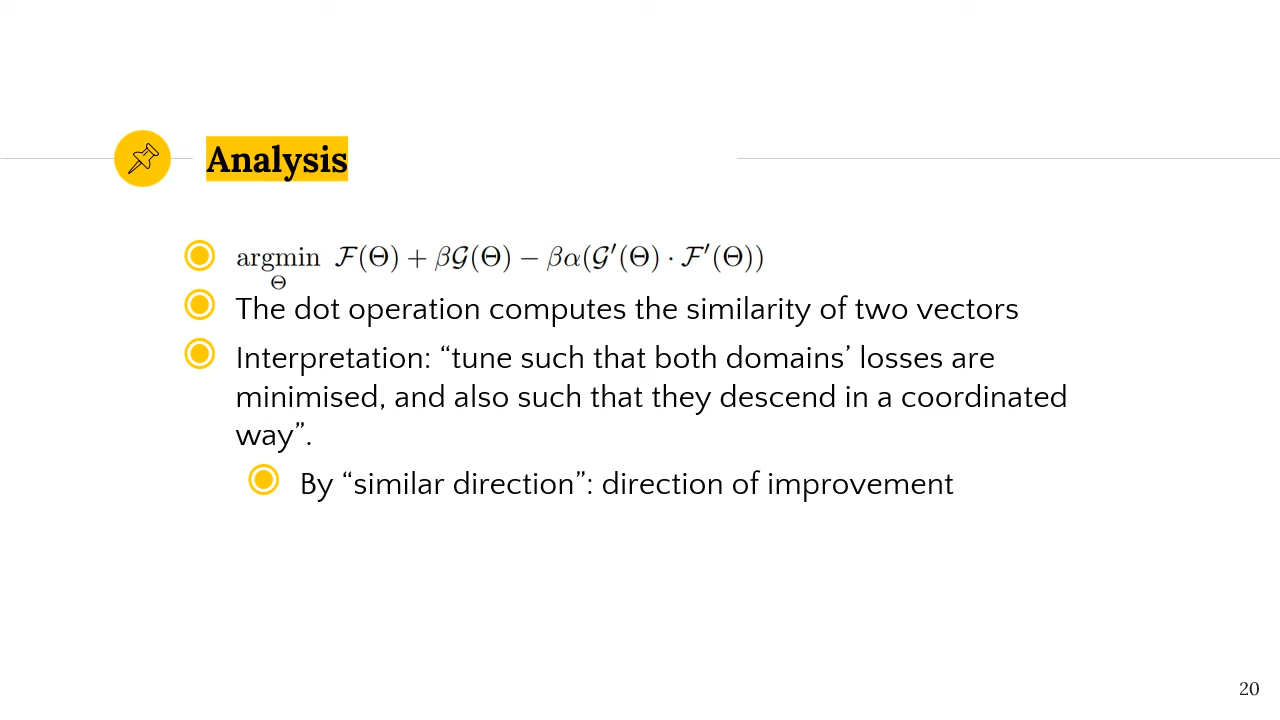 Analysis
argmin F(Θ) + βG(Θ) − βα(G′(Θ) · F′(Θ))
Θ
The dot operation computes the similarity of two vectors
Interpretation: “tune such that both domains’ losses are
minimised, and also such that they descend in a coordinated
way”.
By “similar direction”: direction of improvement
20